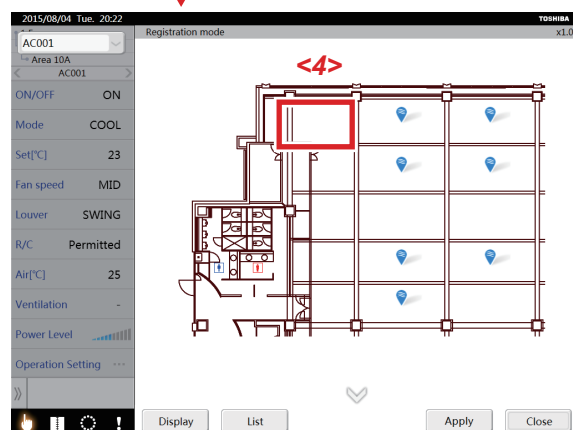 2015/08/04 Tue. 20:22
TOSHIBA
Registration mode
x1.0
AC001
Area 10A
< AC001 >
<4>
ON/OFF ON
Mode COOL
Set[°C] 23
Fan speed MID
Louver SWING
R/C Permitted
Air[°C] 25
Ventilation -
Power Level
Operation Setting ...
Display
List
Apply
Close